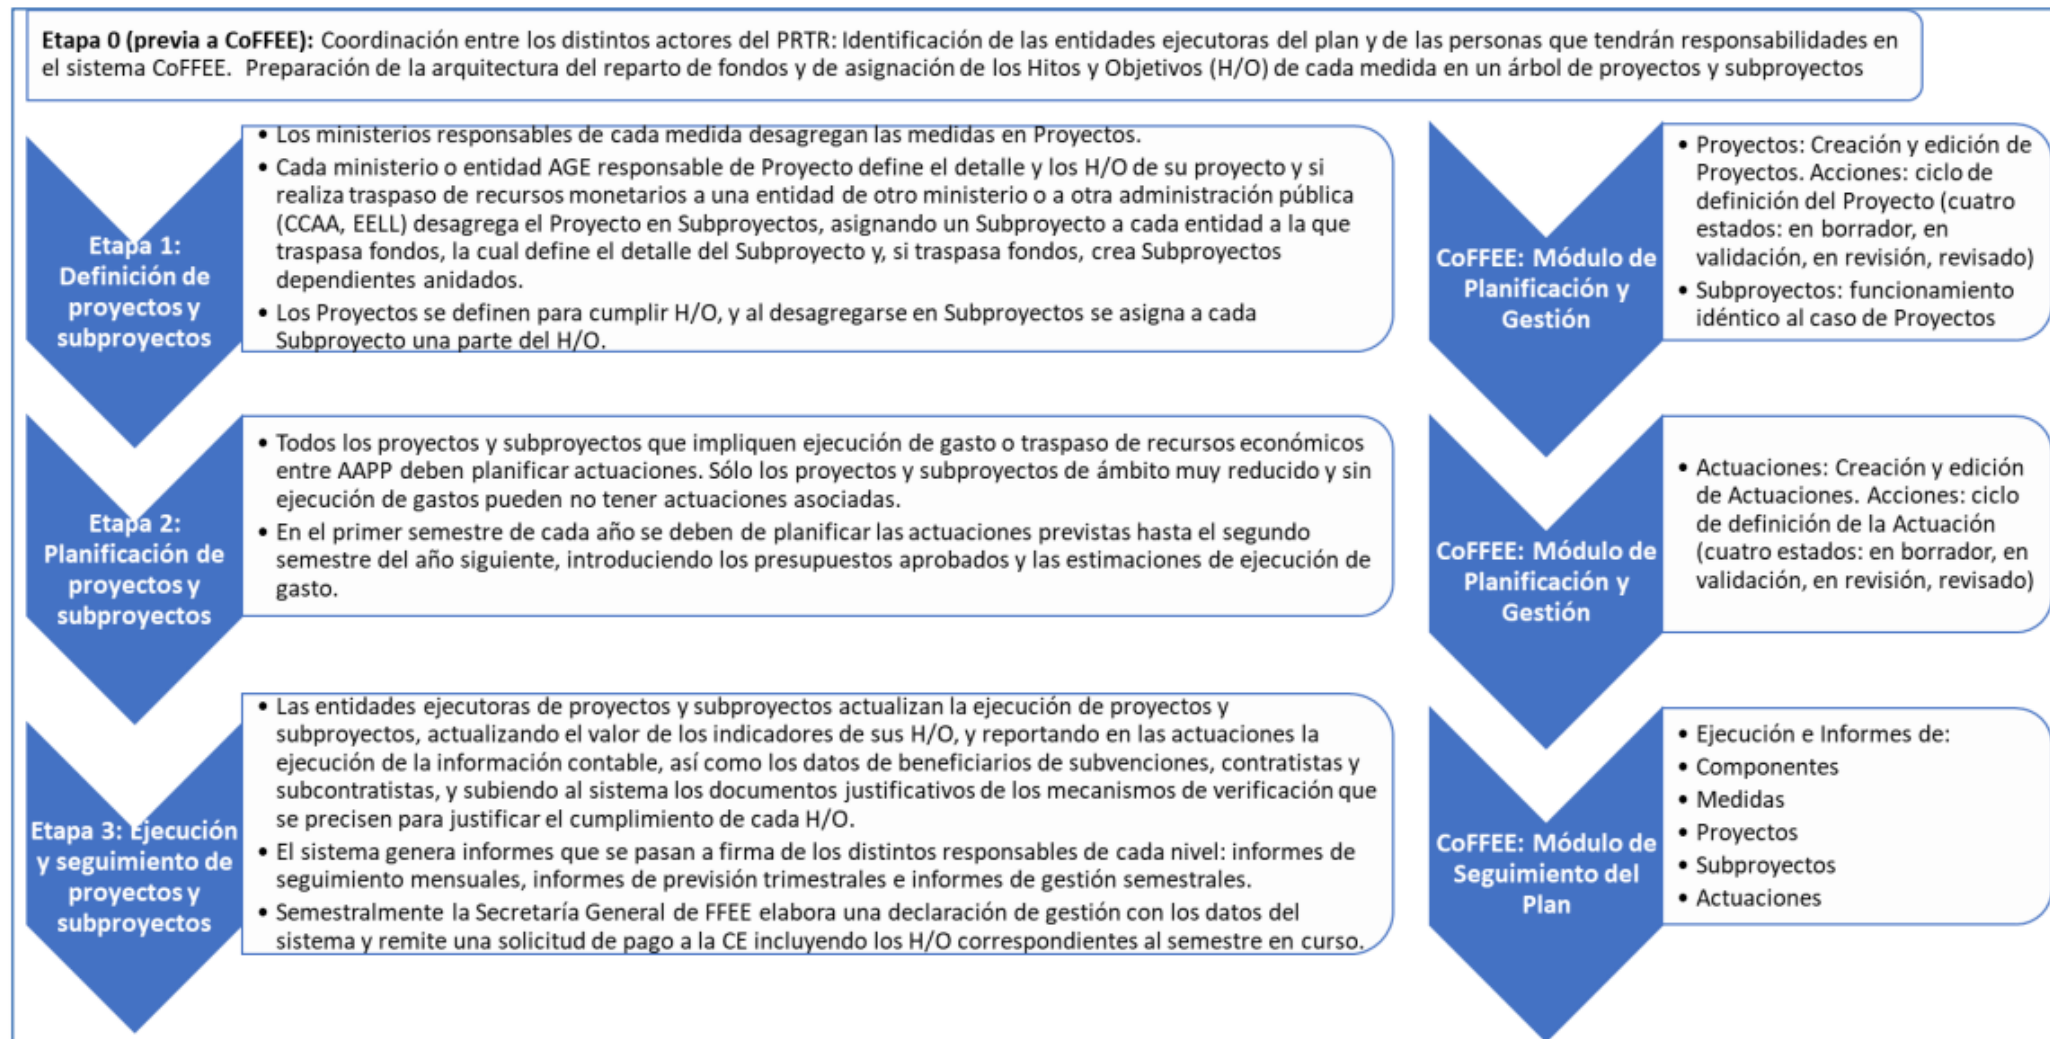 Etapa 0 (previa a CoFFEE): Coordinación entre los distintos actores del PRTR: Identificación de las entidades ejecutoras del plan y de las personas que tendrán responsabilidades en
el sistema CoFFEE. Preparación de la arquitectura del reparto de fondos y de asignación de los Hitos y Objetivos (H/O) de cada medida en un árbol de proyectos y subproyectos
Etapa 1:
Definición de
proyectos y
subproyectos
• Los ministerios responsables de cada medida desagregan las medidas en Proyectos.
• Cada ministerio o entidad AGE responsable de Proyecto define el detalle y los H/O de su proyecto y si
realiza traspaso de recursos monetarios a una entidad de otro ministerio o a otra administración pública
(CCAA, EELL) desagrega el Proyecto en Subproyectos, asignando un Subproyecto a cada entidad a la que
traspasa fondos, la cual define el detalle del Subproyecto y, si traspasa fondos, crea Subproyectos
dependientes anidados.
• Los Proyectos se definen para cumplir H/O, y al desagregarse en Subproyectos se asigna a cada
Subproyecto una parte del H/O.
CoFFEE: Módulo de
Planificación y
Gestión
• Proyectos: Creación y edición de
Proyectos. Acciones: ciclo de
definición del Proyecto (cuatro
estados: en borrador, en
validación, en revisión, revisado)
• Subproyectos: funcionamiento
idéntico al caso de Proyectos
Etapa 2:
Planificación de
proyectos y
subproyectos
• Todos los proyectos y subproyectos que impliquen ejecución de gasto o traspaso de recursos económicos
entre AAPP deben planificar actuaciones. Sólo los proyectos y subproyectos de ámbito muy reducido y sin
ejecución de gastos pueden no tener actuaciones asociadas.
• En el primer semestre de cada año se deben de planificar las actuaciones previstas hasta el segundo
semestre del año siguiente, introduciendo los presupuestos aprobados y las estimaciones de ejecución de
gasto.
CoFFEE: Módulo de
Planificación y
Gestión
• Actuaciones: Creación y edición
de Actuaciones. Acciones: ciclo
de definición de la Actuación
(cuatro estados: en borrador, en
validación, en revisión, revisado)
Etapa 3: Ejecución
y seguimiento de
proyectos y
subproyectos
• Las entidades ejecutoras de proyectos y subproyectos actualizan la ejecución de proyectos y
subproyectos, actualizando el valor de los indicadores de sus H/O, y reportando en las actuaciones la
ejecución de la información contable, así como los datos de beneficiarios de subvenciones, contratistas y
subcontratistas, y subiendo al sistema los documentos justificativos de los mecanismos de verificación que
se precisen para justificar el cumplimiento de cada H/O.
• El sistema genera informes que se pasan a firma de los distintos responsables de cada nivel: informes de
seguimiento mensuales, informes de previsión trimestrales e informes de gestión semestrales.
• Semestralmente la Secretaría General de FFEE elabora una declaración de gestión con los datos del
sistema y remite una solicitud de pago a la CE incluyendo los H/O correspondientes al semestre en curso.
CoFFEE: Módulo de
Seguimiento del
Plan
• Ejecución e Informes de:
• Componentes
• Medidas
• Proyectos
• Subproyectos
• Actuaciones